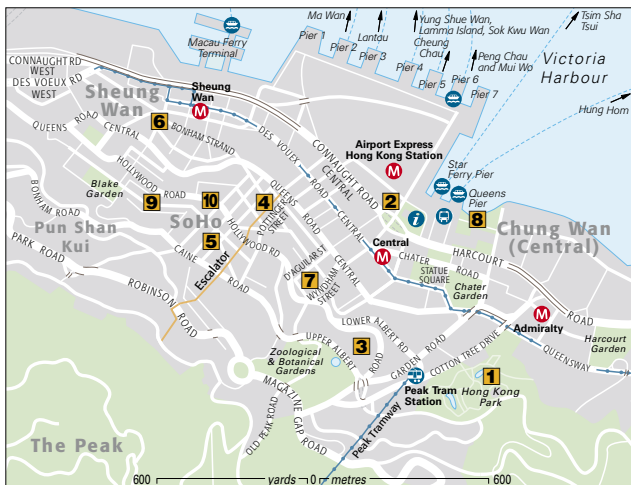 Ma Wan
Lantau
Yung Shue Wan,
Lamma Island, Sok Kwu Wan
Cheung
Chau
Tsim Sha
Tsui
Macau Ferry
Terminal
Pier 1
Pier 2
Pier 3
Pier 4
Pier 5
Pier 6
Pier 7
Peng Chau
and Mui Wo
Victoria
Harbour
Hung Hom
CONNAUGHT RD
WEST
DES VOEUX RD
WEST
Sheung
Wan
Sheung
Wan
M
6
QUEENS ROAD CENTRAL
BONHAM STRAND
DES VOEUX ROAD CENTRAL
CONNAUGHT ROAD
CENTRAL
Airport Express
Hong Kong Station
M
Star
Ferry Pier
Queens
Pier
HOLLYWOOD ROAD
Blake
Garden
9
10
4
2
i
8
BONHAM ROAD
Pun Shan
Kui
SoHo
5
QUEENS ROAD CENTRAL
POTTINGER
STREET
HOLLYWOOD RD
D'AGUILAR ST
WYNDHAM
STREET
7
Central
M
Chung Wan
(Central)
HARCOURT ROAD
CHATER ROAD
STATUE
SQUARE
Chater
Garden
PARK ROAD
ROBINSON ROAD
CAINE ROAD
Escalator
LOWER ALBERT RD
UPPER ALBERT ROAD
3
M
Admiralty
Harcourt
Garden
QUEENSWAY
GARDEN ROAD
COTTON TREE DRIVE
Zoological
& Botanical
Gardens
Peak Tram
Station
1
Hong Kong
Park
MAGAZINE GAP ROAD
OLD PEAK ROAD
Peak Tramway
The Peak
600 yards 0 metres 600